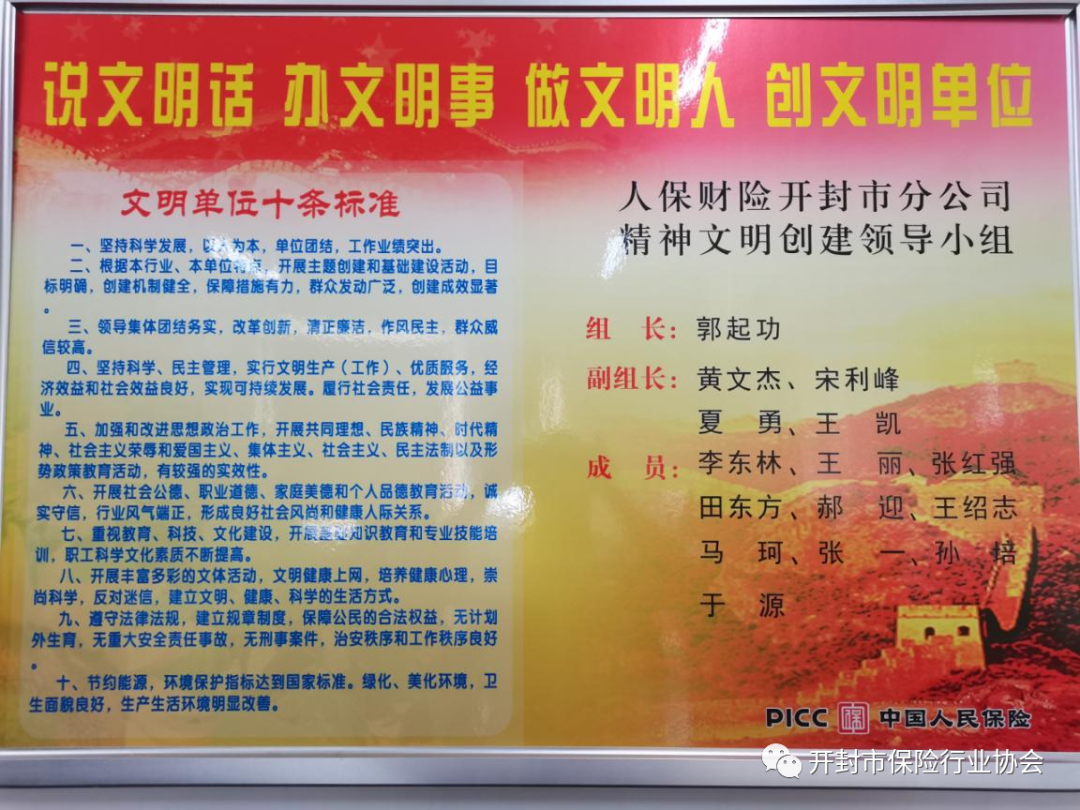 说文明话 办文明事 做文明人 创文明单位
文明单位十条标准
一、坚持科学发展，以人为本，单位团结，工作业绩突出。
二、根据本行业、本单位特点，开展主题创建和基础建设活动，目
标明确，创建机制健全，保障措施有力，群众发动广泛，创建成效显著
。
三、领导集体团结务实，改革创新，清正廉洁，作风民主，群众威
信较高。
四、坚持科学、民主管理，实行文明生产（工作）、优质服务，经
济效益和社会效益良好，实现可持续发展。履行社会责任，发展公益事
业。
五、加强和改进思想政治工作，开展共同理想、民族精神、时代精
神、社会主义荣辱和爱国主义、集体主义、社会主义、民主法制以及形
势政策教育活动，有较强的实效性。
六、开展社会公德、职业道德、家庭美德和个人品德教育活动，诚
实守信，行业风气端正，形成良好社会风尚和健康人际关系。
七、重视教育、科技、文化建设，开展基础知识教育和专业技能培
训，职工科学文化素质不断提高。
八、开展丰富多彩的文体活动，文明健康上网，培养健康心理，崇
尚科学，反对迷信，建立文明、健康、科学的生活方式。
九、遵守法律法规，建立规章制度，保障公民的合法权益，无计划
外生育，无重大安全责任事故，无刑事案件，治安秩序和工作秩序良好
。
十、节约能源，环境保护指标达到国家标准。绿化、美化环境，卫
生面貌良好，生产生活环境明显改善。
人保财险开封市分公司
精神文明创建领导小组
组 长：郭起功
副组长：黄文杰、宋利峰
夏 勇、王 凯
成 员：李东林、王 丽、张红强
田东方、郝 迎、王绍志
马 珂、张 一、孙 培
于 源
PICC 中国人民保险
开封市保险行业协会